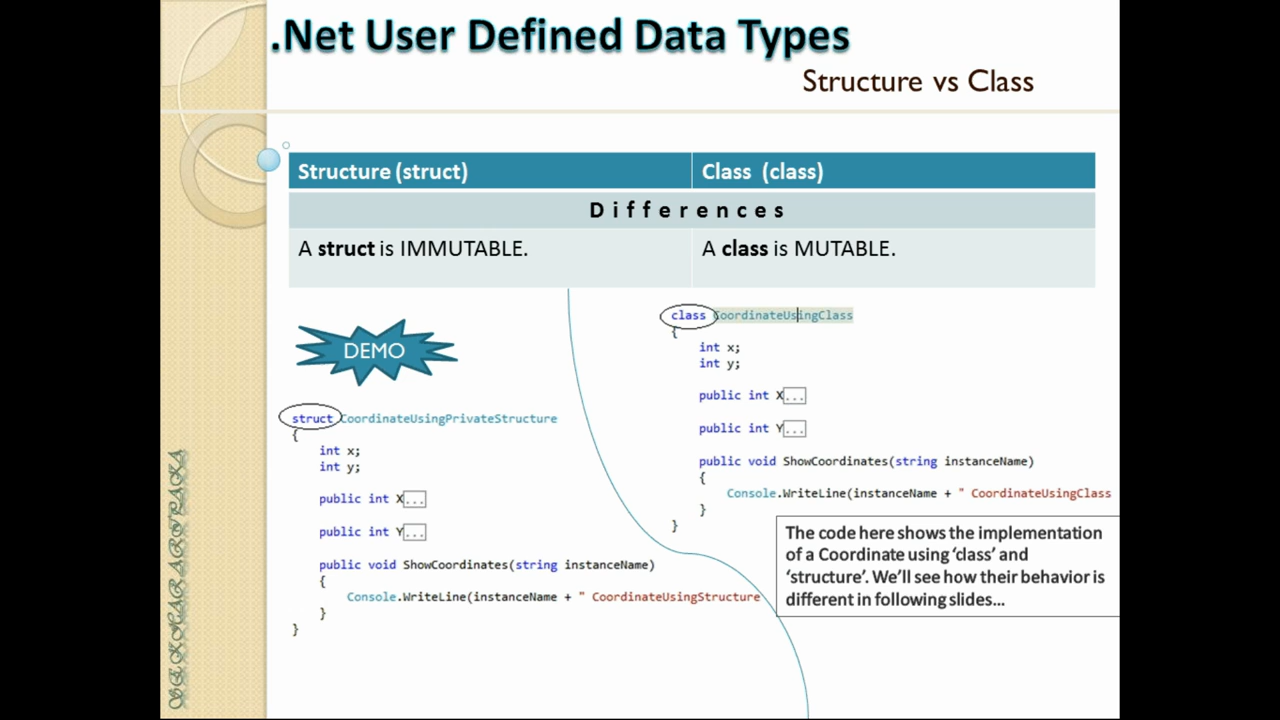 .Net User Defined Data Types
Structure vs Class
Structure (struct)
Class (class)
Differences
A struct is IMMUTABLE.
A class is MUTABLE.
DEMO
struct CoordinateUsingPrivateStructure
{
int x;
int y;
public int X...
public int Y...
public void ShowCoordinates(string instanceName)
{
Console.WriteLine(instanceName + " CoordinateUsingStructure
}
}
class CoordinateUsingClass
{
int x;
int y;
public int X...
public int Y...
public void ShowCoordinates(string instanceName)
{
Console.WriteLine(instanceName + " CoordinateUsingClass
}
}
The code here shows the implementation
of a Coordinate using ‘class’ and
‘structure’. We’ll see how their behavior is
different in following slides...